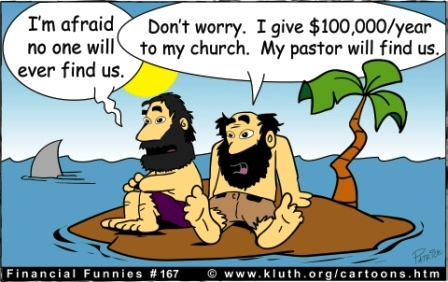 I'm afraid
no one will
ever find us.
Don't worry. I give $100,000/year
to my church. My pastor will find us.
PATRICK
Financial Funnies #167 © www.kluth.org/cartoons.htm